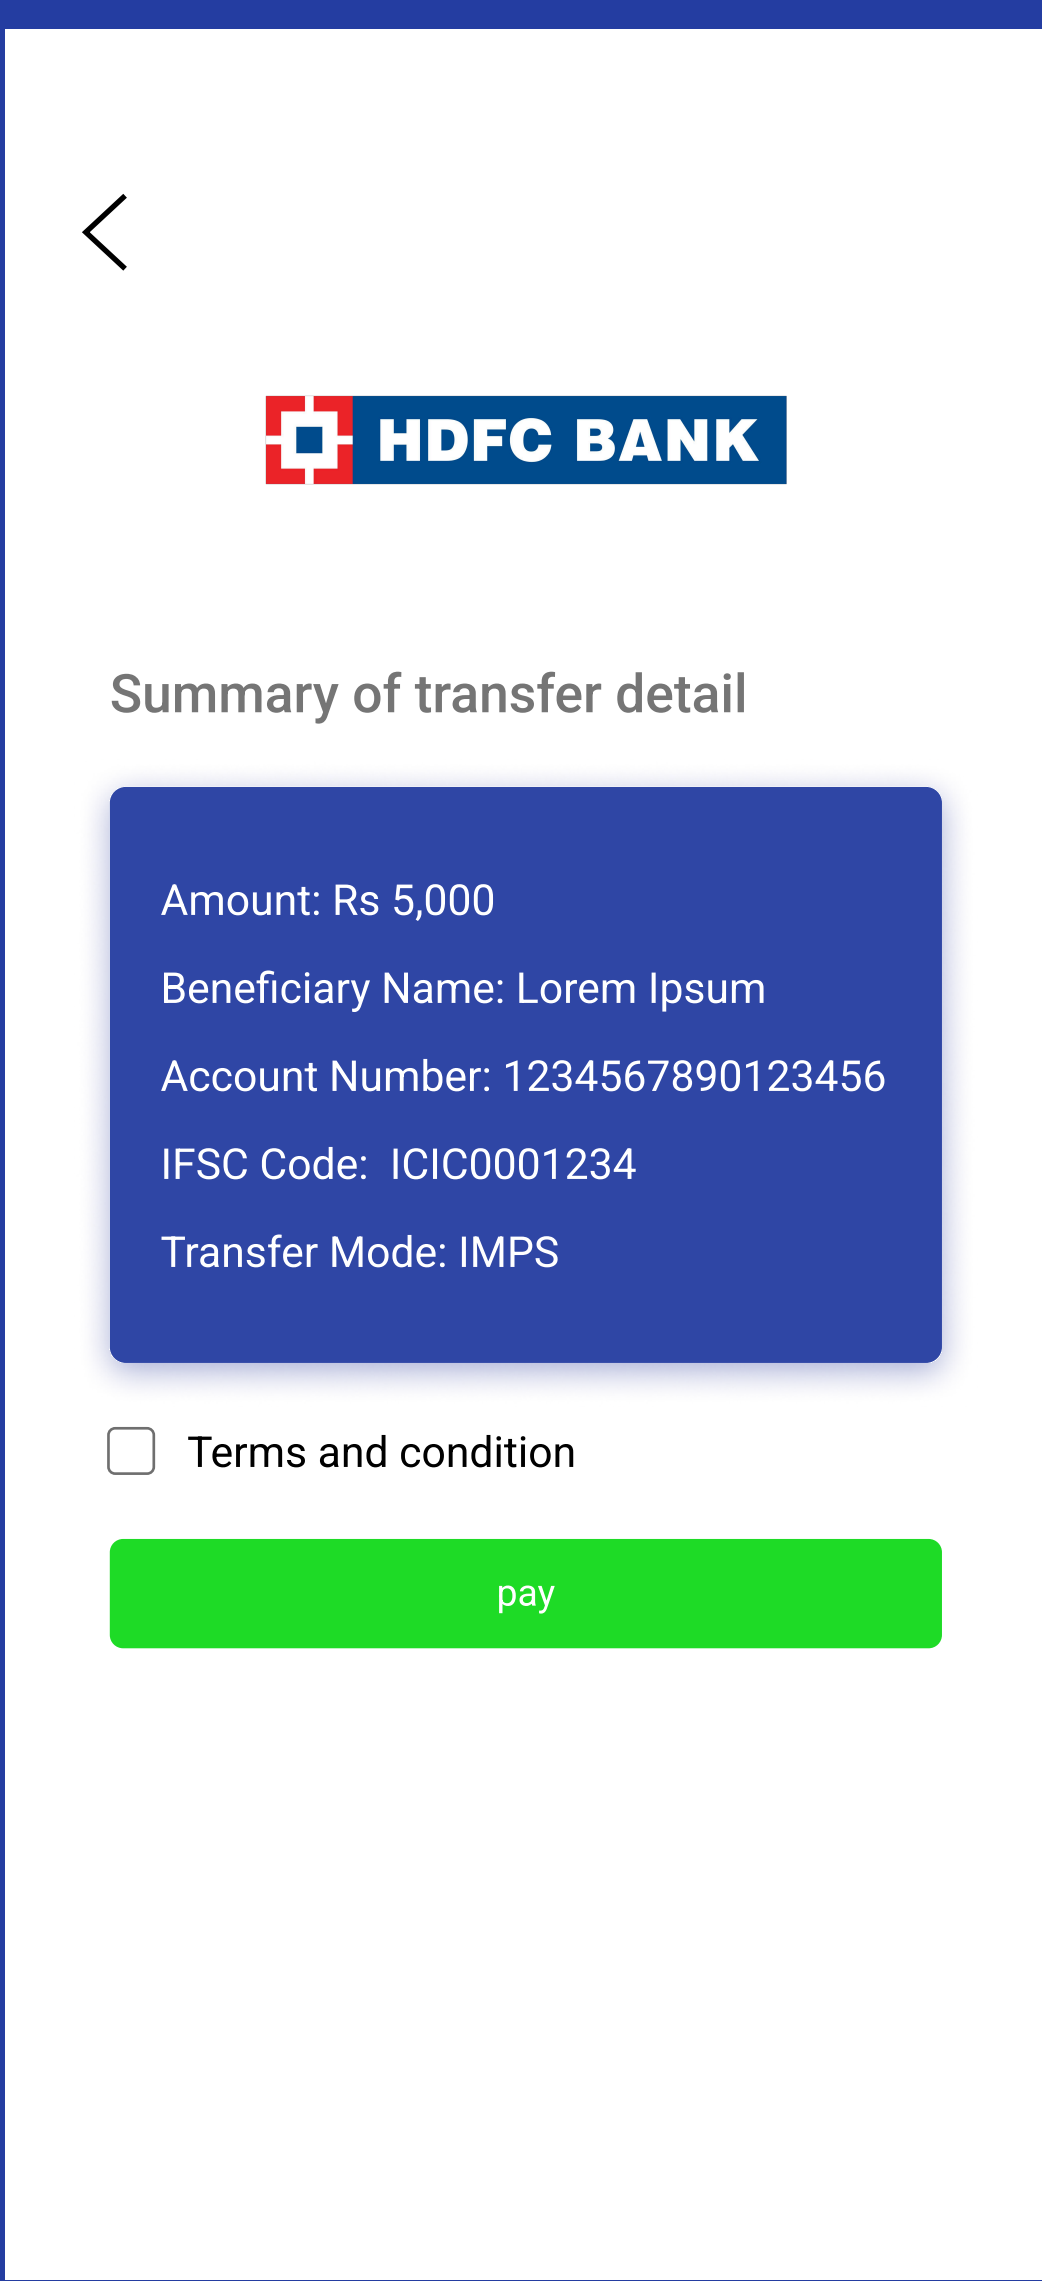 HDFC BANK
Summary of transfer detail
Amount: Rs 5,000
Beneficiary Name: Lorem Ipsum
Account Number: 1234567890123456
IFSC Code:  ICIC0001234
Transfer Mode: IMPS
Terms and condition
pay